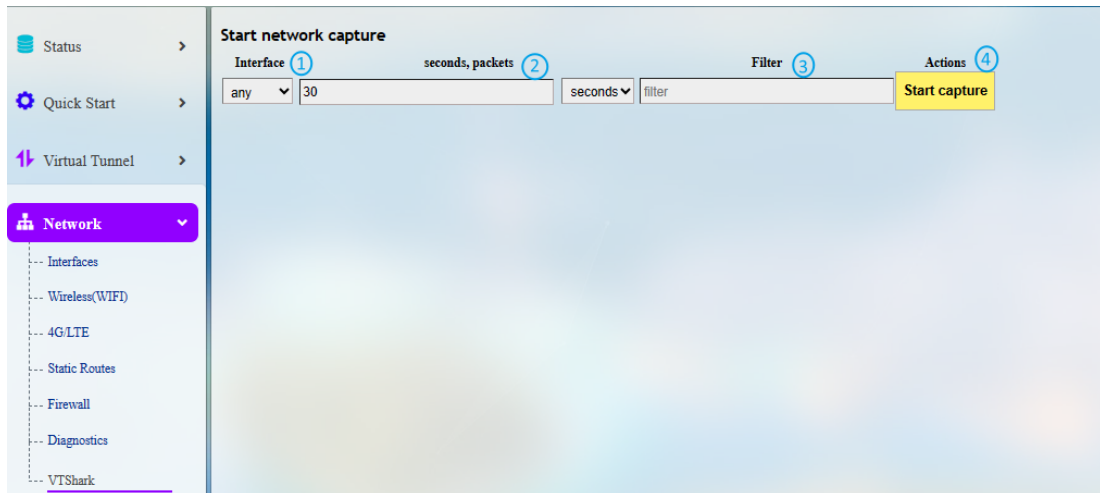 Status
Quick Start
Virtual Tunnel
Network
Interfaces
Wireless(WIFI)
4G/LTE
Static Routes
Firewall
Diagnostics
VTShark
Start network capture
Interface 1 seconds, packets 2 Filter 3 Actions 4
any 30 seconds filter Start capture